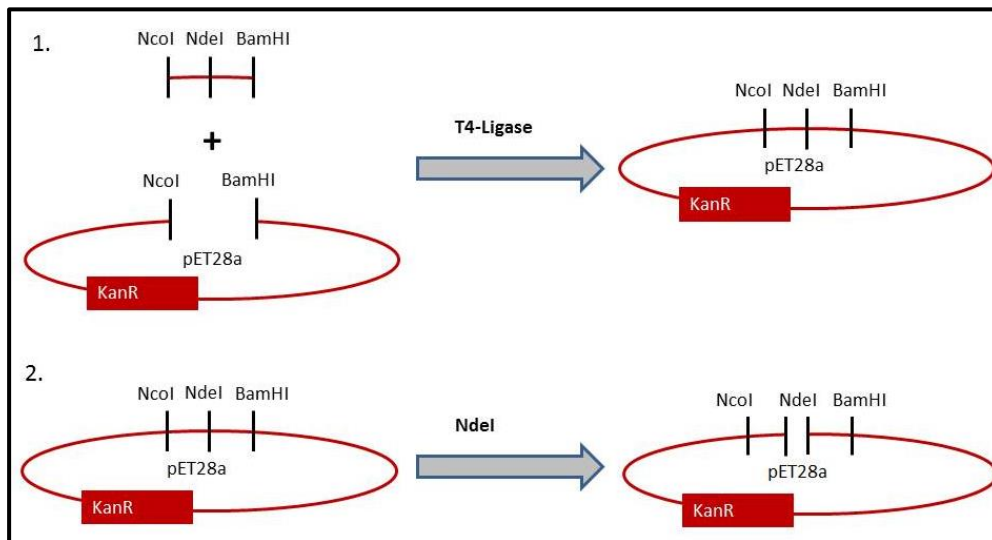 1.
NcoI NdeI BamHI
+
NcoI BamHI
pET28a
KanR
T4-Ligase
NcoI NdeI BamHI
pET28a
KanR
2.
NcoI NdeI BamHI
pET28a
KanR
NdeI
NcoI NdeI BamHI
pET28a
KanR